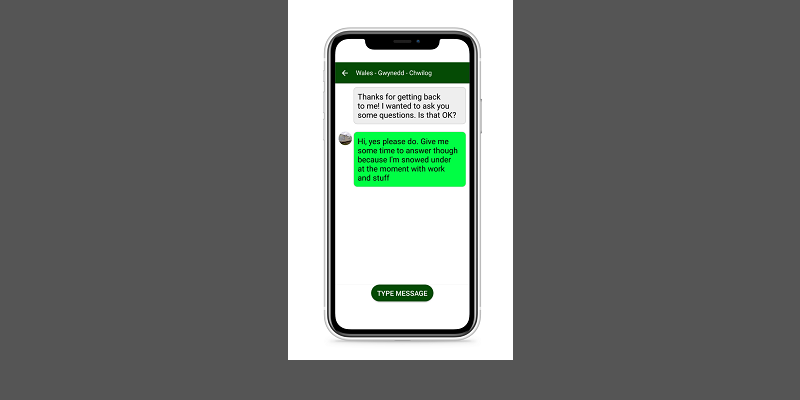 Wales - Gwynedd - Chwilog
Thanks for getting back
to me! I wanted to ask you
some questions. Is that OK?
Hi, yes please do. Give me
some time to answer though
because I'm snowed under
at the moment with work
and stuff
TYPE MESSAGE